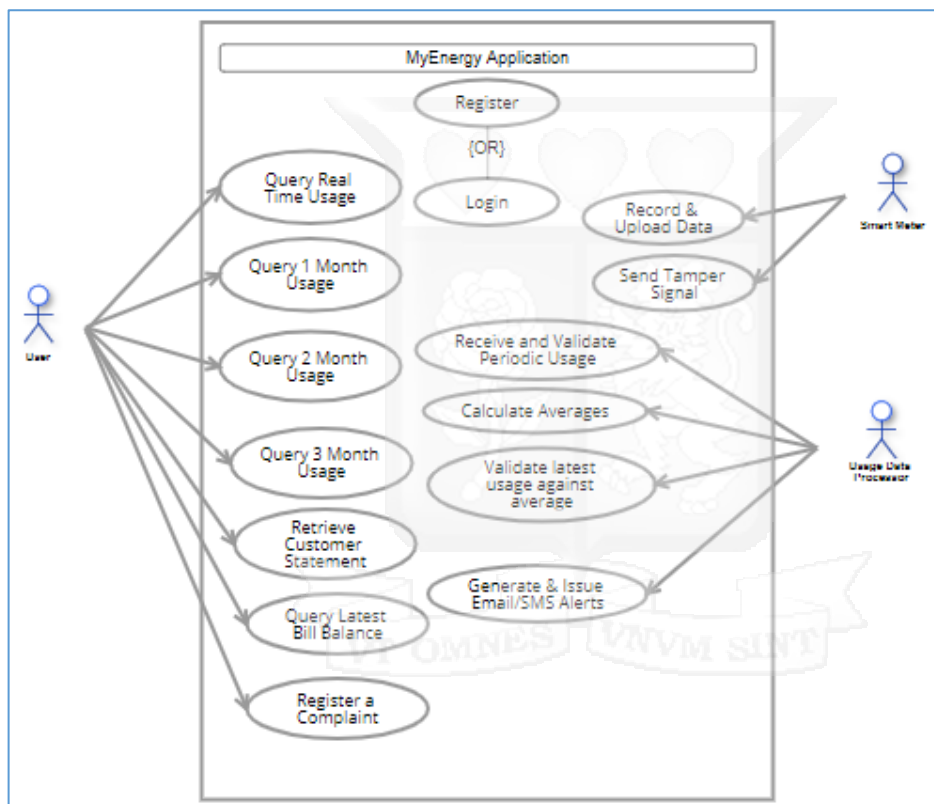 MyEnergy Application
Register
{OR}
Login
Query Real
Time Usage
Query 1 Month
Usage
Query 2 Month
Usage
Query 3 Month
Usage
Retrieve
Customer
Statement
Query Latest
Bill Balance
Register a
Complaint
Record &
Upload Data
Send Tamper
Signal
Receive and Validate
Periodic Usage
Calculate Averages
Validate latest
usage against
average
Generate & Issue
Email/SMS Alerts
User
Smart Meter
Usage Data
Processor
VT OMNES VNVM SINT